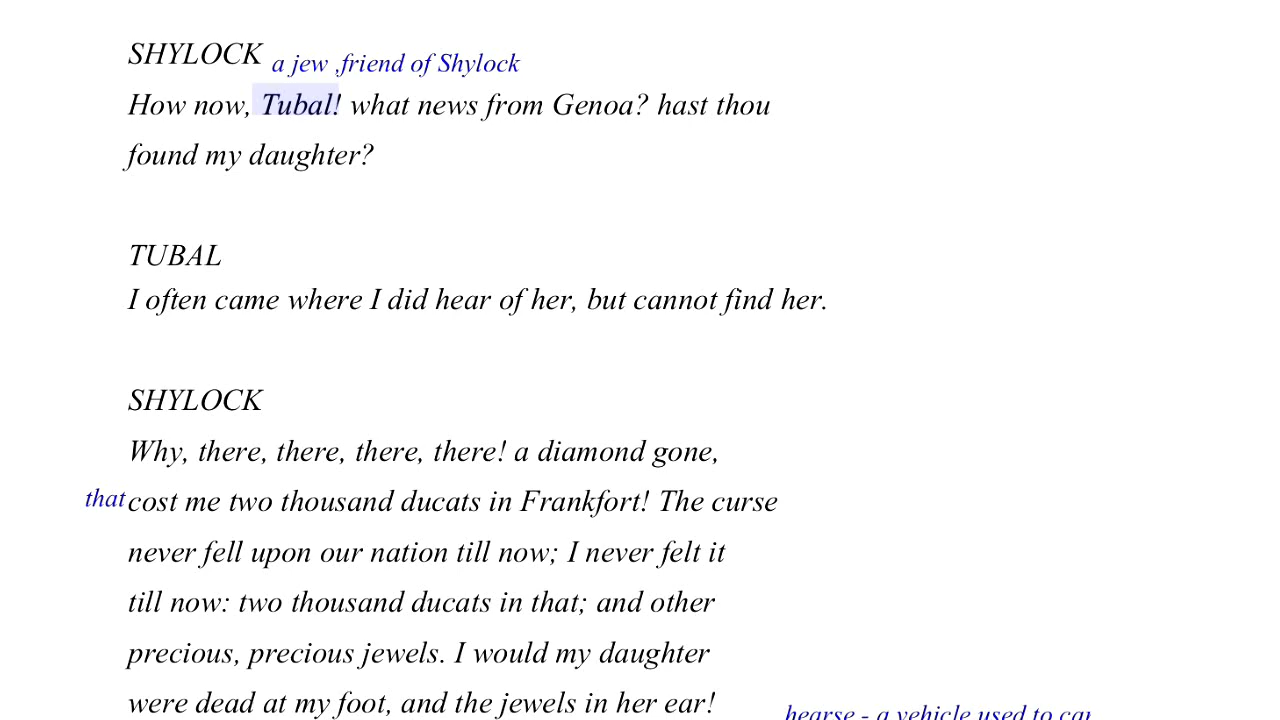 SHYLOCK a jew ,friend of Shylock
How now, Tubal! what news from Genoa? hast thou
found my daughter?
TUBAL
I often came where I did hear of her, but cannot find her.
SHYLOCK
Why, there, there, there, there! a diamond gone,
that cost me two thousand ducats in Frankfort! The curse
never fell upon our nation till now; I never felt it
till now: two thousand ducats in that; and other
precious, precious jewels. I would my daughter
were dead at my foot, and the jewels in her ear!
hearse - a vehicle used to